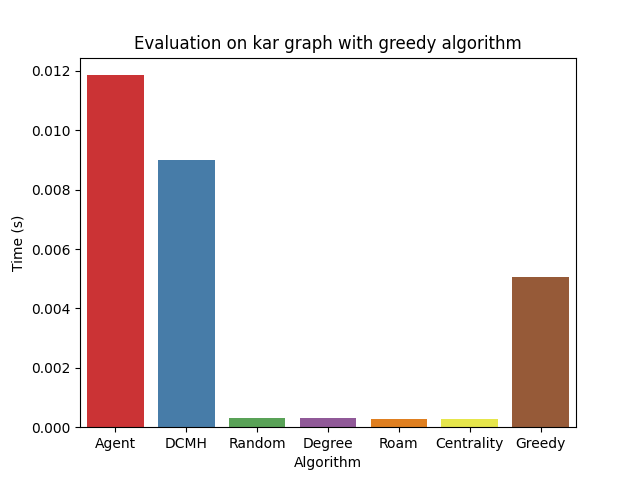 Evaluation on kar graph with greedy algorithm
0.012
0.010
0.008
0.006
0.004
0.002
0.000
Time (s)
Agent DCMH Random Degree Roam Centrality Greedy
Algorithm